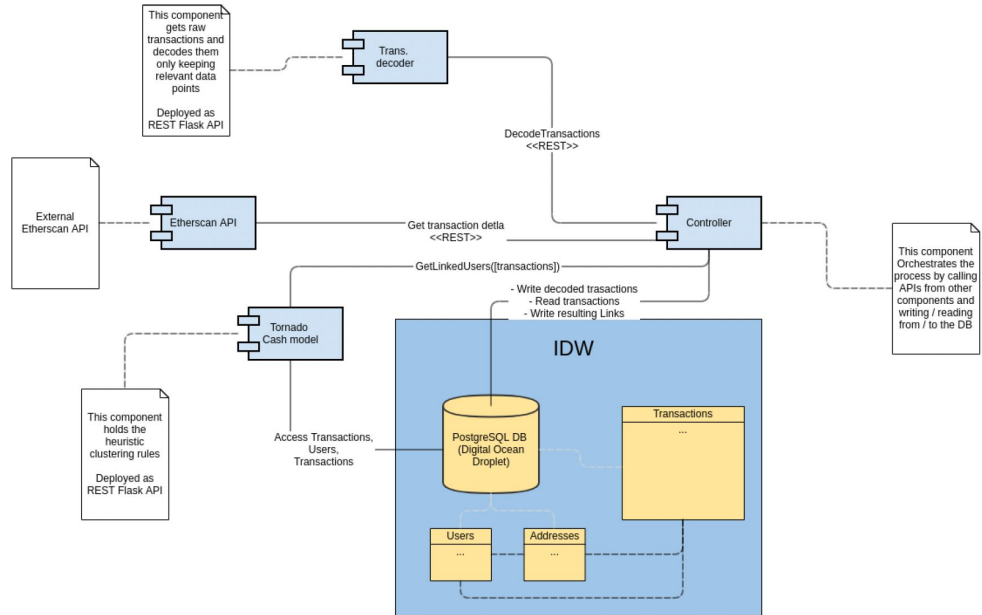 This component
gets raw
transactions and
decodes them
only keeping
relevant data
points
Deployed as
REST Flask API
Trans.
decoder
DecodeTransactions
<<REST>>
External
Etherscan API
Etherscan API
Get transaction detla
<<REST>>
Controller
This component
Orchestrates the
process by calling
APIs from other
components and
writing / reading
from / to the DB
GetLinkedUsers([transactions])
- Write decoded trasactions
- Read transactions
- Write resulting Links
Tornado
Cash model
This component
holds the
heuristic
clustering rules
Deployed as
REST Flask API
Access Transactions,
Users,
Transactions
IDW
PostgreSQL DB
(Digital Ocean
Droplet)
Transactions
...
Users
...
Addresses
...